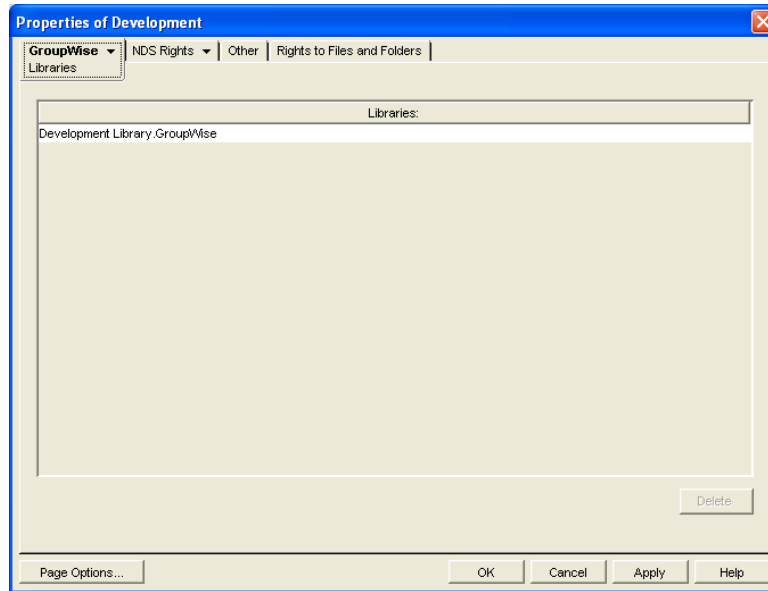 Properties of Development
GroupWise NDS Rights Other Rights to Files and Folders
Libraries
Libraries:
Development Library.GroupWise
Delete
Page Options... OK Cancel Apply Help